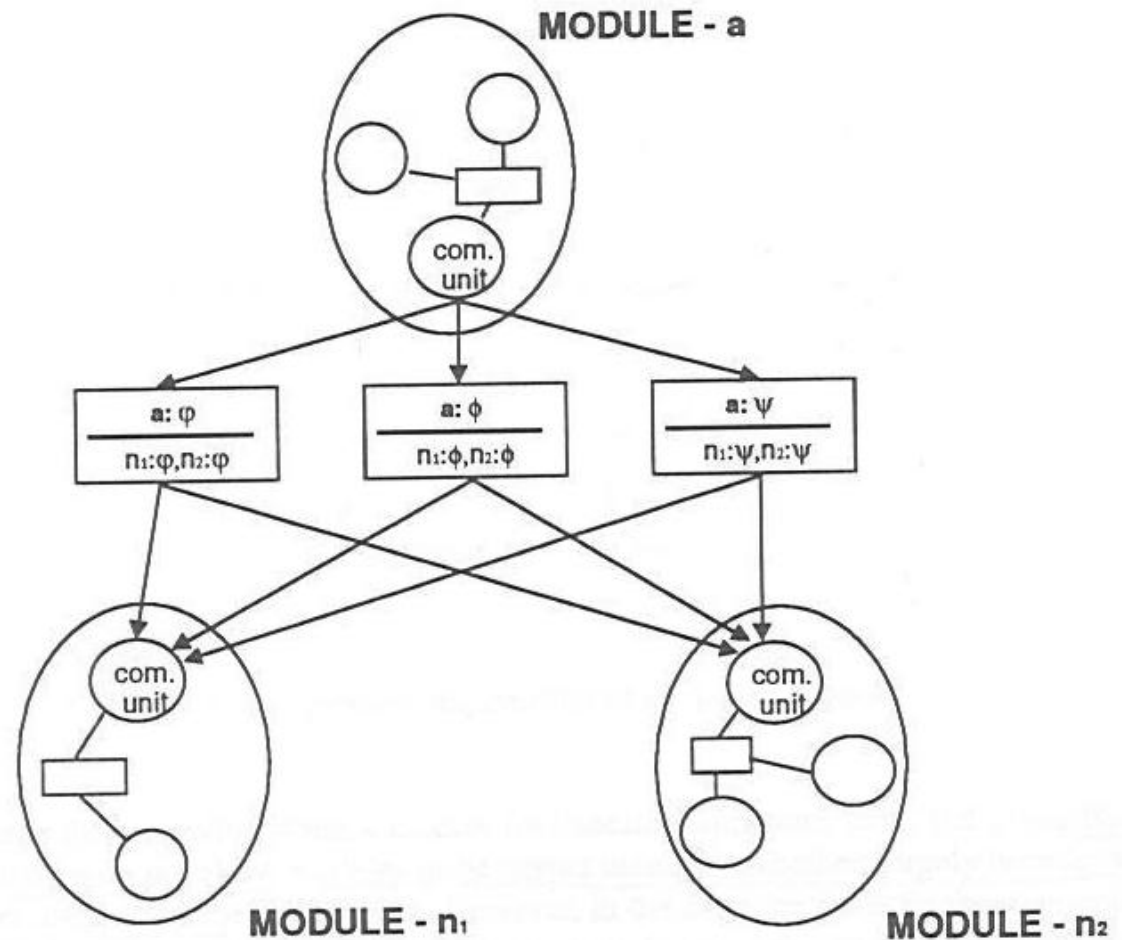 MODULE - a
com.
unit
a: φ
n₁:φ,n₂:φ
a: ϕ
n₁:ϕ,n₂:ϕ
a: ψ
n₁:ψ,n₂:ψ
com.
unit
com.
unit
MODULE - n₁
MODULE - n₂